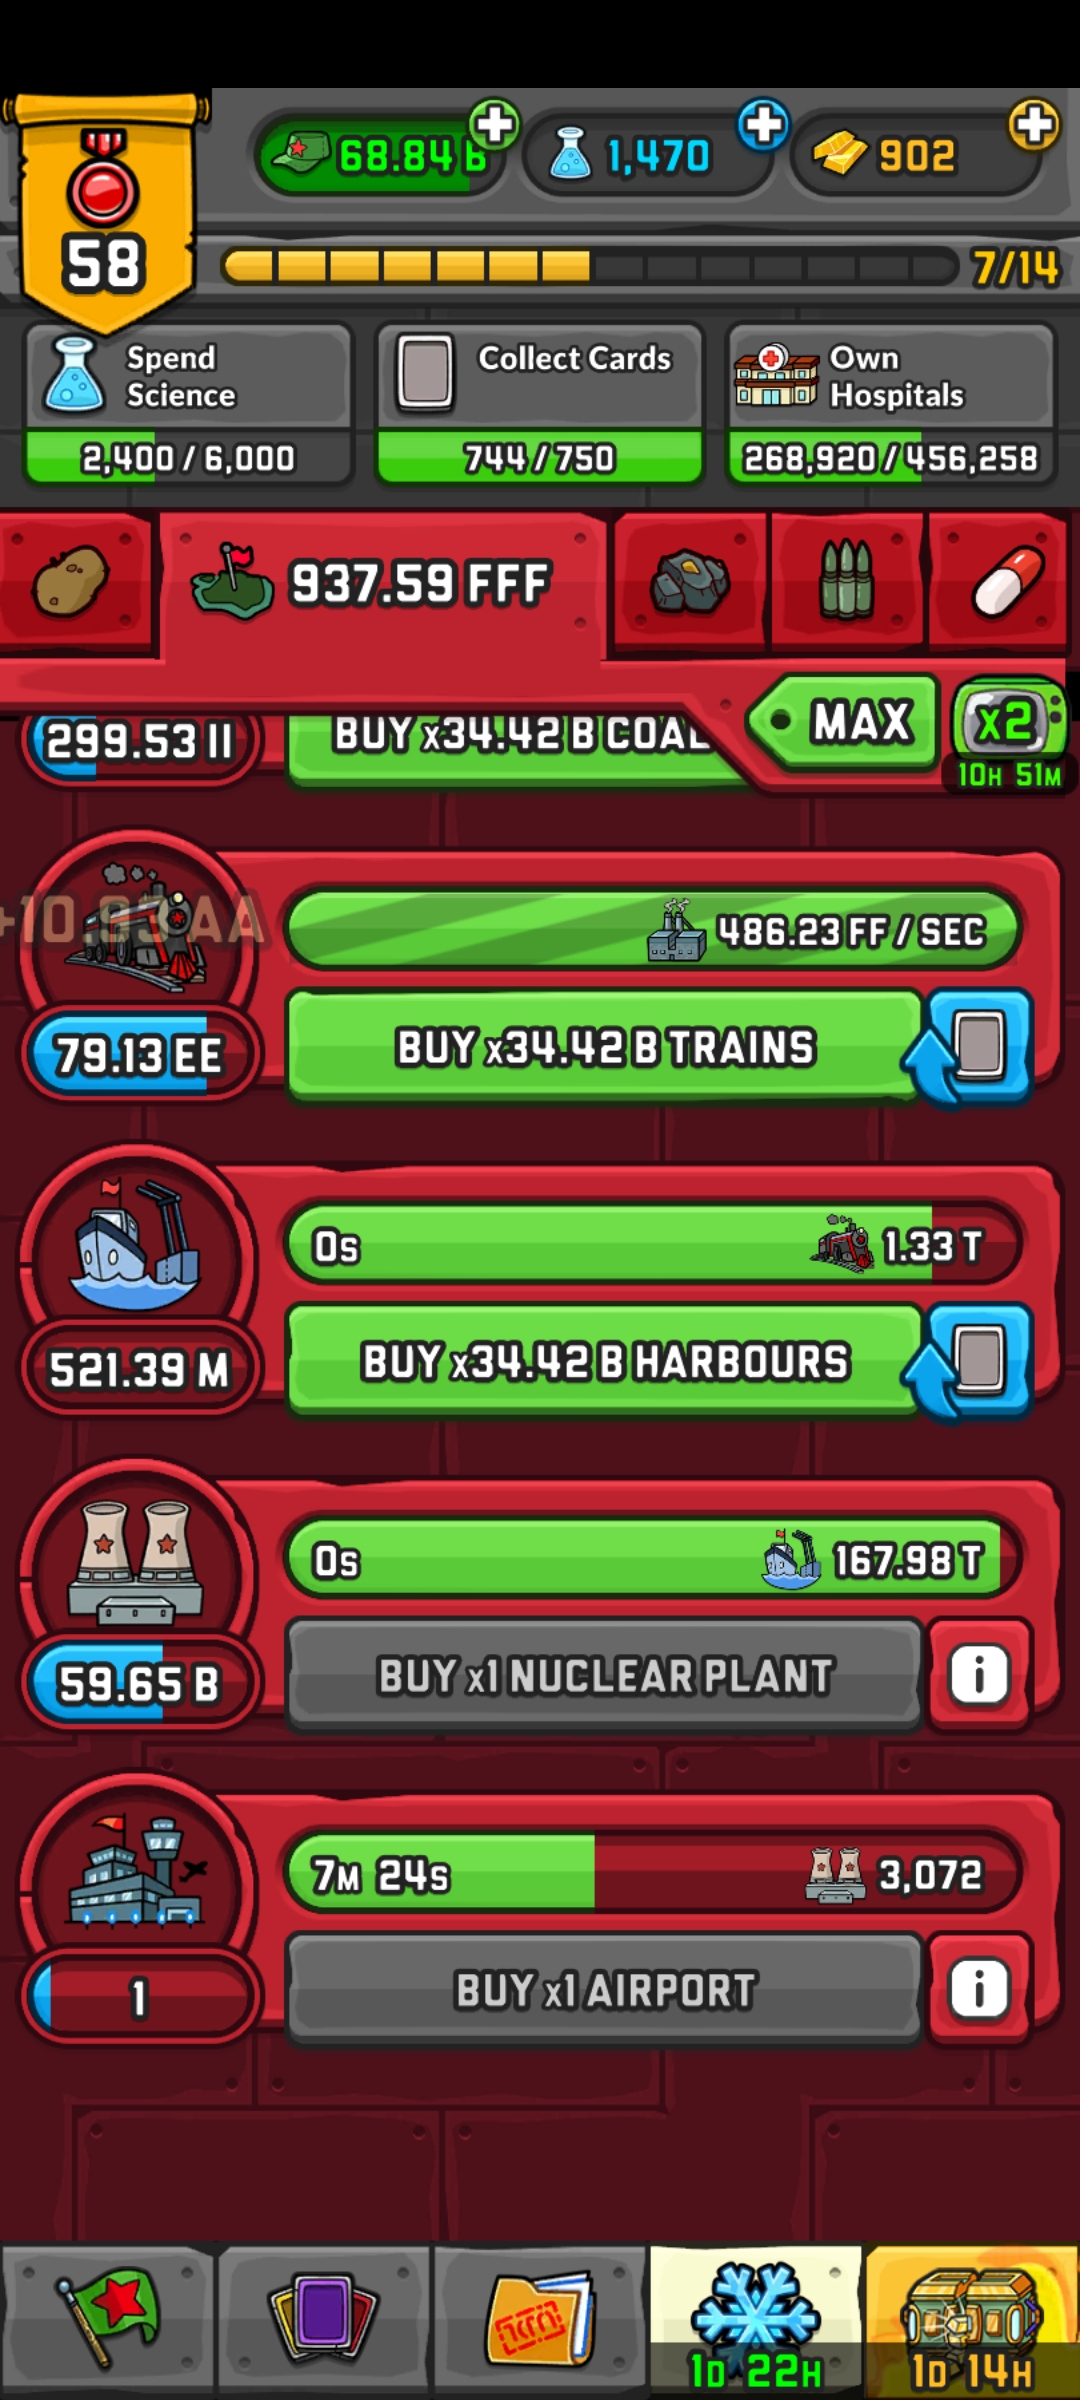 68.84 B
1,470
902
58
7/14
Spend
Science
2,400 / 6,000
Collect Cards
744 / 750
Own
Hospitals
268,920 / 456,258
937.59 FFF
MAX
x2
10H 51M
299.53 II
BUY x34.42 B COAL
+10.93 AA
486.23 FF / SEC
79.13 EE
BUY x34.42 B TRAINS
0s
1.33 T
521.39 M
BUY x34.42 B HARBOURS
0s
167.98 T
59.65 B
BUY x1 NUCLEAR PLANT
i
7M 24s
3,072
1
BUY x1 AIRPORT
i
1D 22H
1D 14H